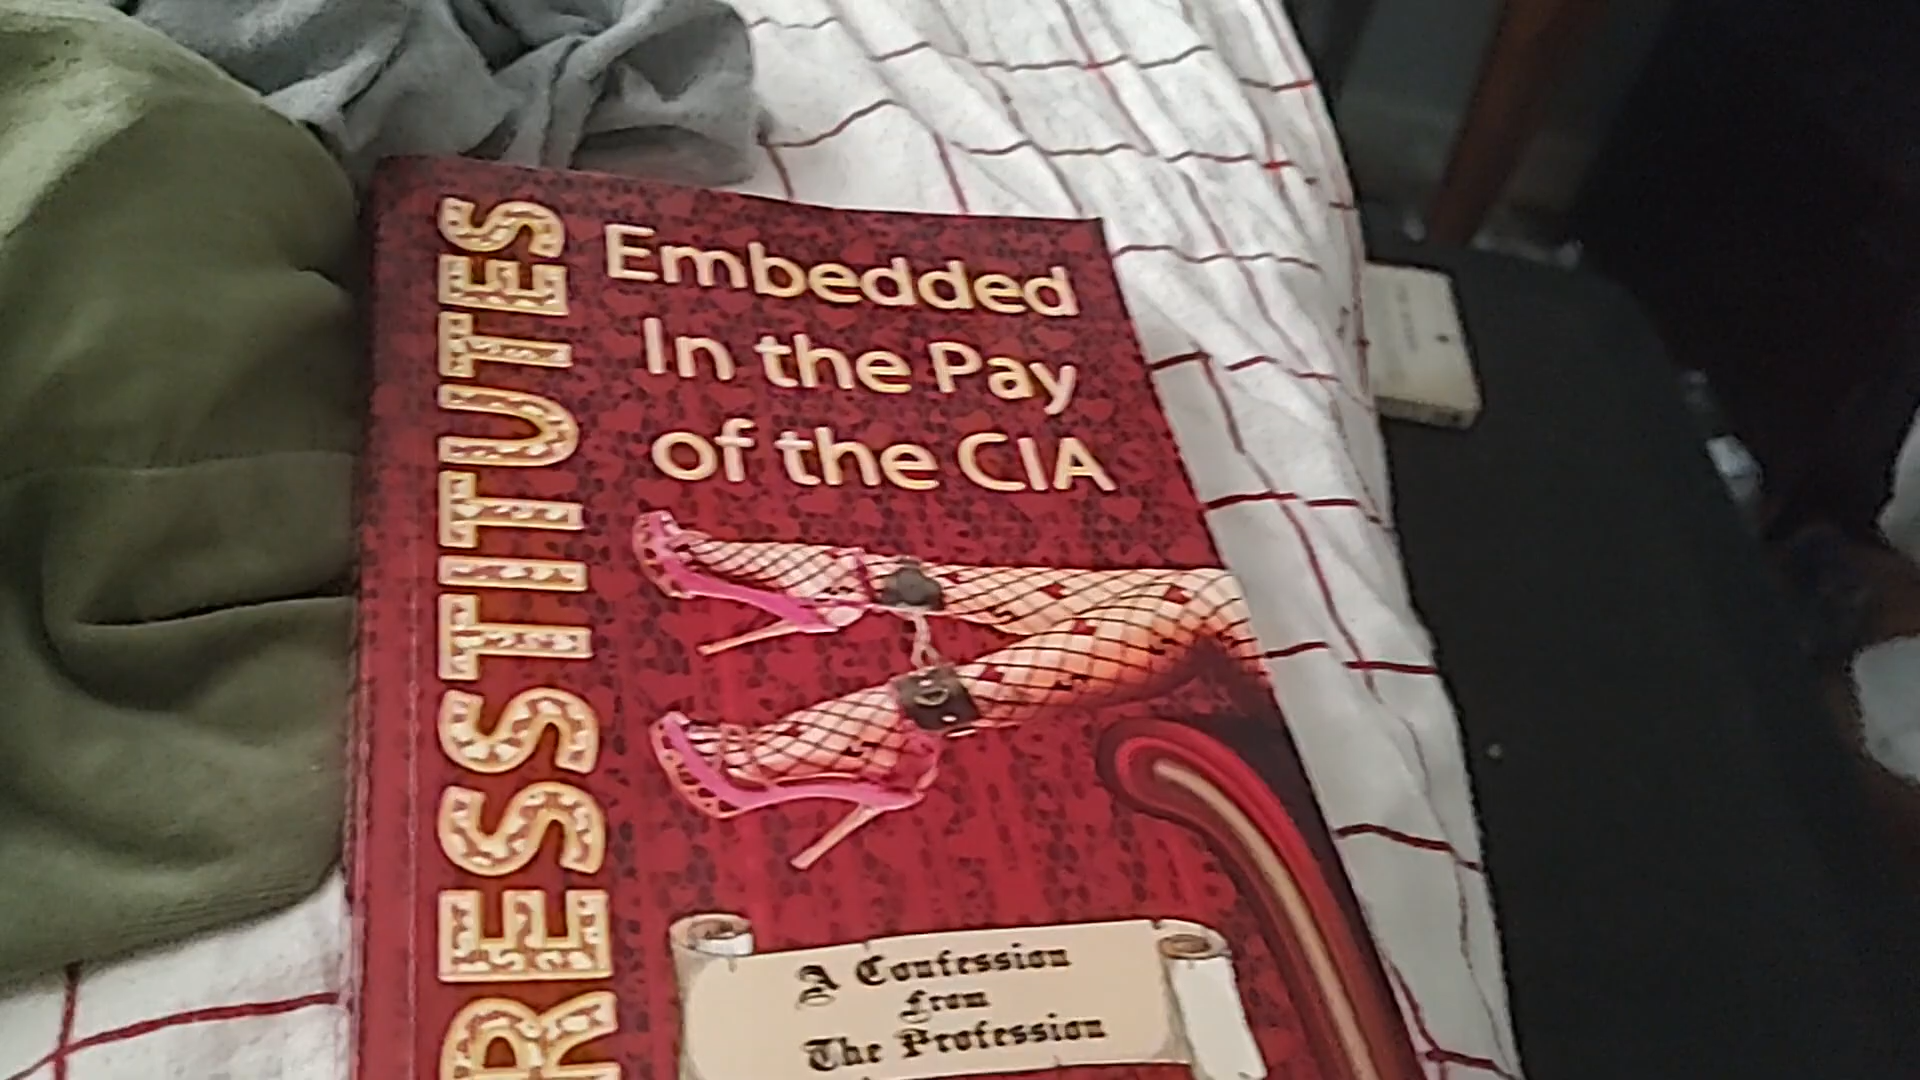 RESSTITUTES
Embedded
In the Pay
of the CIA
A Confession
from
The Profession